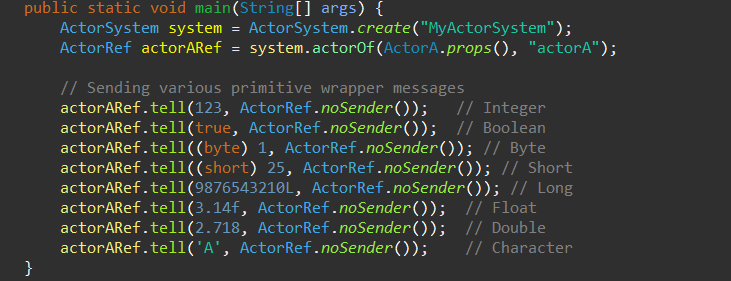 public static void main(String[] args) {
ActorSystem system = ActorSystem.create("MyActorSystem");
ActorRef actorARef = system.actorOf(ActorA.props(), "actorA");
// Sending various primitive wrapper messages
actorARef.tell(123, ActorRef.noSender());   // Integer
actorARef.tell(true, ActorRef.noSender());  // Boolean
actorARef.tell((byte) 1, ActorRef.noSender()); // Byte
actorARef.tell((short) 25, ActorRef.noSender()); // Short
actorARef.tell(9876543210L, ActorRef.noSender()); // Long
actorARef.tell(3.14f, ActorRef.noSender());  // Float
actorARef.tell(2.718, ActorRef.noSender());  // Double
actorARef.tell('A', ActorRef.noSender());    // Character
}